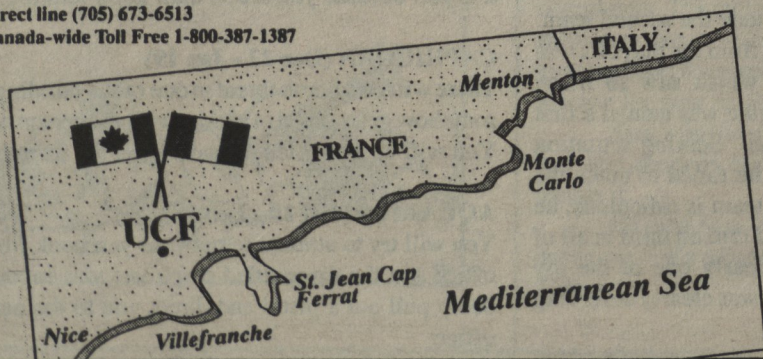 rect line (705) 673-6513
anada-wide Toll Free 1-800-387-1387
ITALY
Menton
FRANCE
Monte
Carlo
UCF
St. Jean Cap
Ferrat
Mediterranean Sea
Nice
Villefranche